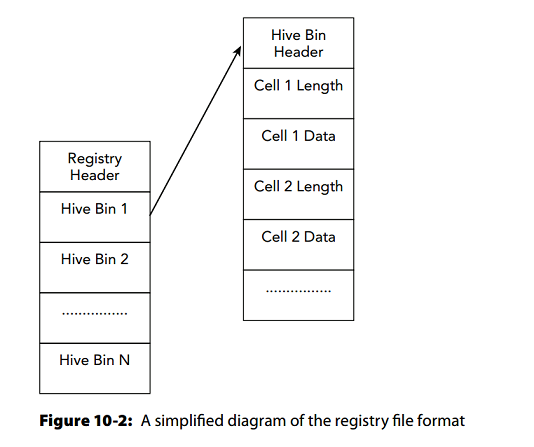 Registry
Header
Hive Bin 1
Hive Bin 2
................
Hive Bin N
Hive Bin
Header
Cell 1 Length
Cell 1 Data
Cell 2 Length
Cell 2 Data
................
Figure 10-2: A simplified diagram of the registry file format